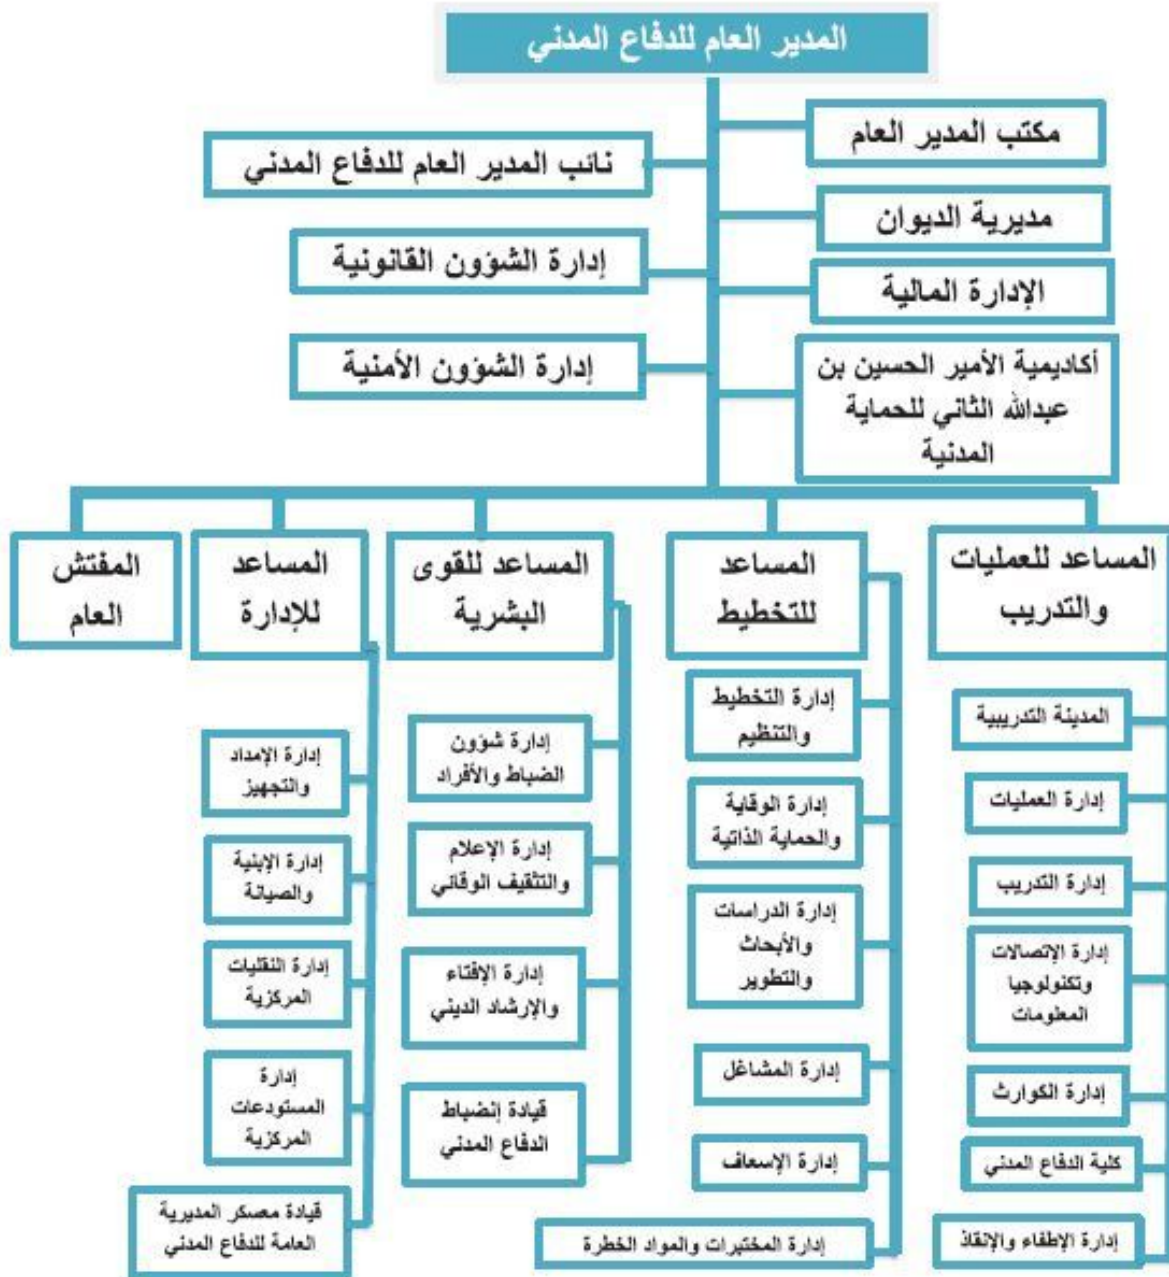 المدير العام للدفاع المدني
مكتب المدير العام
نائب المدير العام للدفاع المدني
مديرية الديوان
إدارة الشؤون القانونية
الإدارة المالية
إدارة الشؤون الأمنية
أكاديمية الأمير الحسين بن
عبدالله الثاني للحماية
المدنية
المساعد للعمليات
والتدريب
المدينة التدريبية
إدارة العمليات
إدارة التدريب
إدارة الإتصالات
وتكنولوجيا
المعلومات
إدارة الكوارث
كلية الدفاع المدني
إدارة الإطفاء والإنقاذ
المساعد
للتخطيط
إدارة التخطيط
والتنظيم
إدارة الوقاية
والحماية الذاتية
إدارة الدراسات
والأبحاث
والتطوير
إدارة المشاغل
إدارة الإسعاف
إدارة المختبرات والمواد الخطرة
المساعد للقوى
البشرية
إدارة شؤون
الضباط والأفراد
إدارة الإعلام
والتثقيف الوقائي
إدارة الإفتاء
والإرشاد الديني
قيادة إنضباط
الدفاع المدني
المساعد
للإدارة
إدارة الإمداد
والتجهيز
إدارة الإبنية
والصيانة
إدارة النقليات
المركزية
إدارة
المستودعات
المركزية
قيادة معسكر المديرية
العامة للدفاع المدني
المفتش
العام